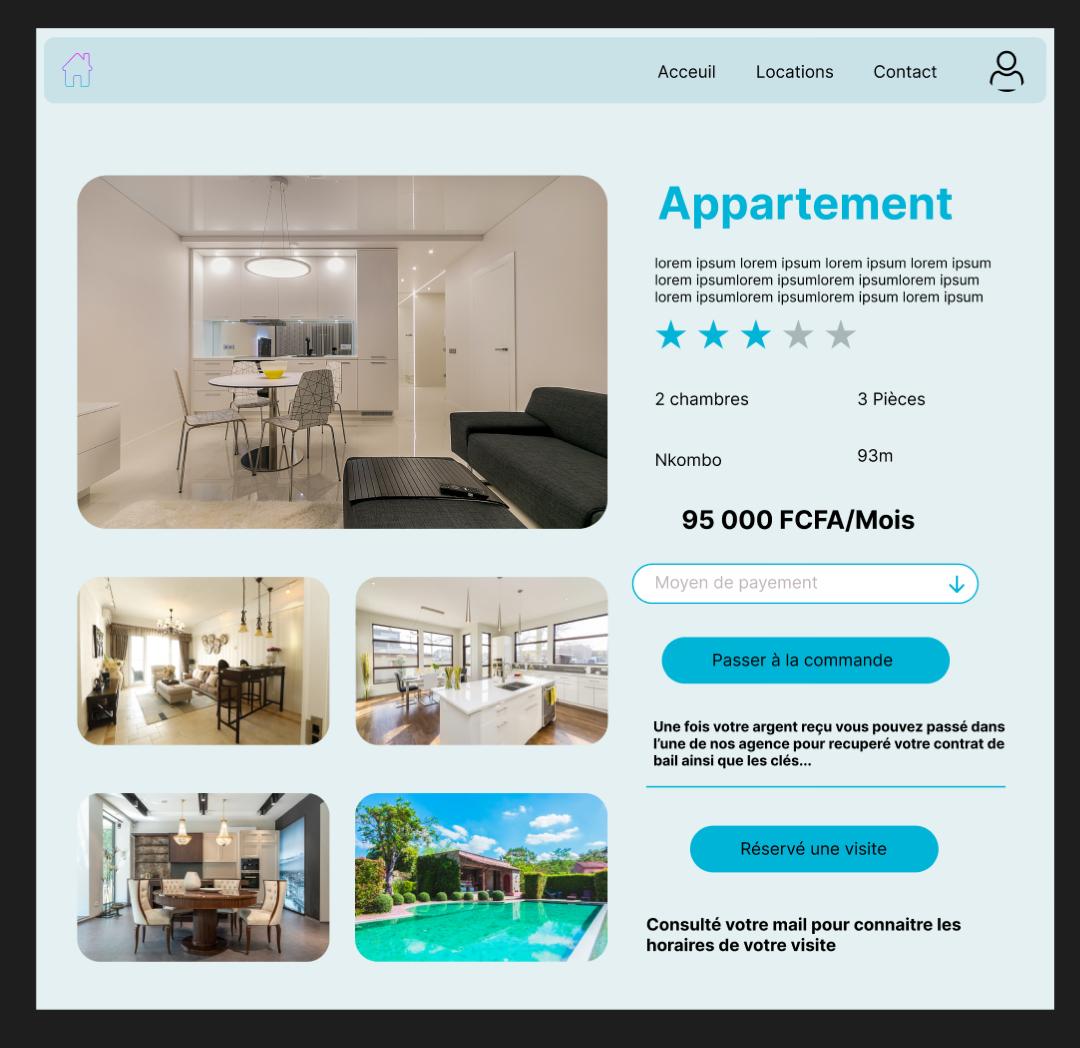 Acceuil
Locations
Contact
Appartement
lorem ipsum lorem ipsum lorem ipsum lorem ipsum
lorem ipsumlorem ipsumlorem ipsumlorem ipsum
lorem ipsumlorem ipsumlorem ipsum lorem ipsum
2 chambres
3 Pièces
Nkombo
93m
95 000 FCFA/Mois
Moyen de payement
Passer à la commande
Une fois votre argent reçu vous pouvez passé dans
l'une de nos agence pour recuperé votre contrat de
bail ainsi que les clés...
Réservé une visite
Consulté votre mail pour connaitre les
horaires de votre visite